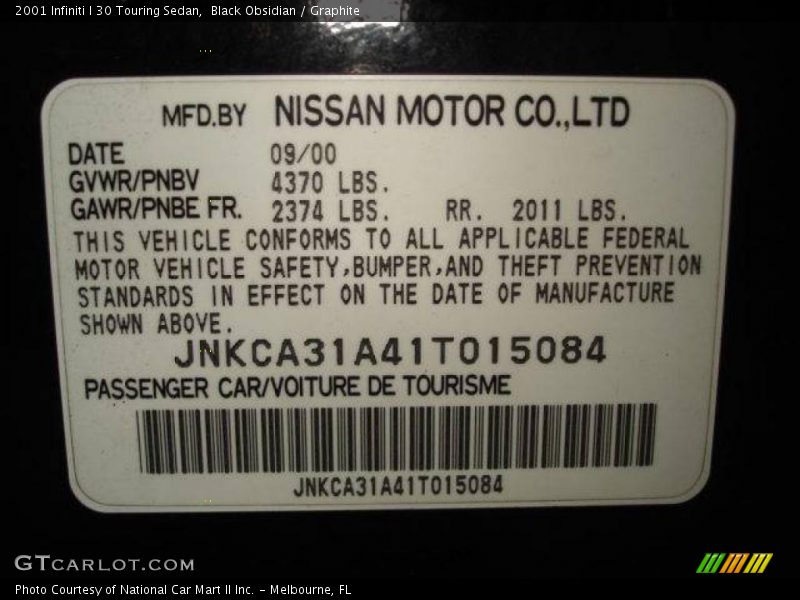 2001 Infiniti I 30 Touring Sedan,  Black Obsidian / Graphite
MFD.BY NISSAN MOTOR CO.,LTD
DATE 09/00
GVWR/PNBV 4370 LBS.
GAWR/PNBE FR. 2374 LBS. RR. 2011 LBS.
THIS VEHICLE CONFORMS TO ALL APPLICABLE FEDERAL
MOTOR VEHICLE SAFETY,BUMPER,AND THEFT PREVENTION
STANDARDS IN EFFECT ON THE DATE OF MANUFACTURE
SHOWN ABOVE.
JNKCA31A41T015084
PASSENGER CAR/VOITURE DE TOURISME
JNKCA31A41T015084
GTCARLOT.COM
Photo Courtesy of National Car Mart II Inc. - Melbourne, FL